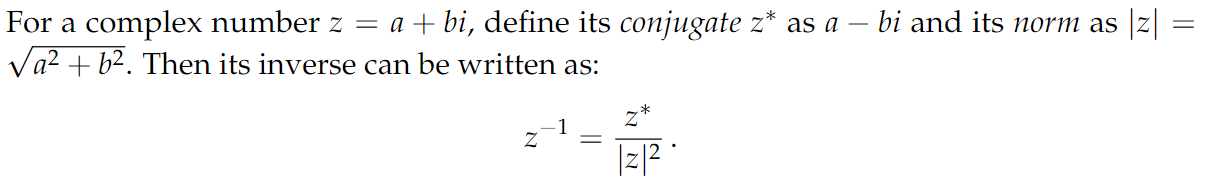 For a complex number z = a + bi, define its conjugate z* as a − bi and its norm as |z| =
√(a² + b²). Then its inverse can be written as:
z⁻¹ = z* / |z|² .